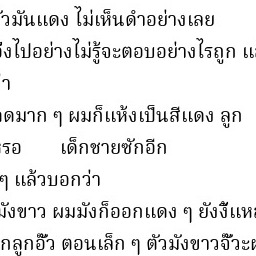 ัวมันแดง ไม่เห็นดำอย่างเลย
ึ้งไปอย่างไม่รู้จะตอบอย่างไรถูก แ
่า
ดมาก ๆ ผมก็แห้งเป็นสีแดง ลูก
รอ เด็กชายซักอีก
ๆ แล้วบอกว่า
มังขาว ผมมังก็ออกแดง ๆ ยังงี้แห
กลูกอี๊ว ตอนเล็ก ๆ ตัวมังขาวจี๊วะผ